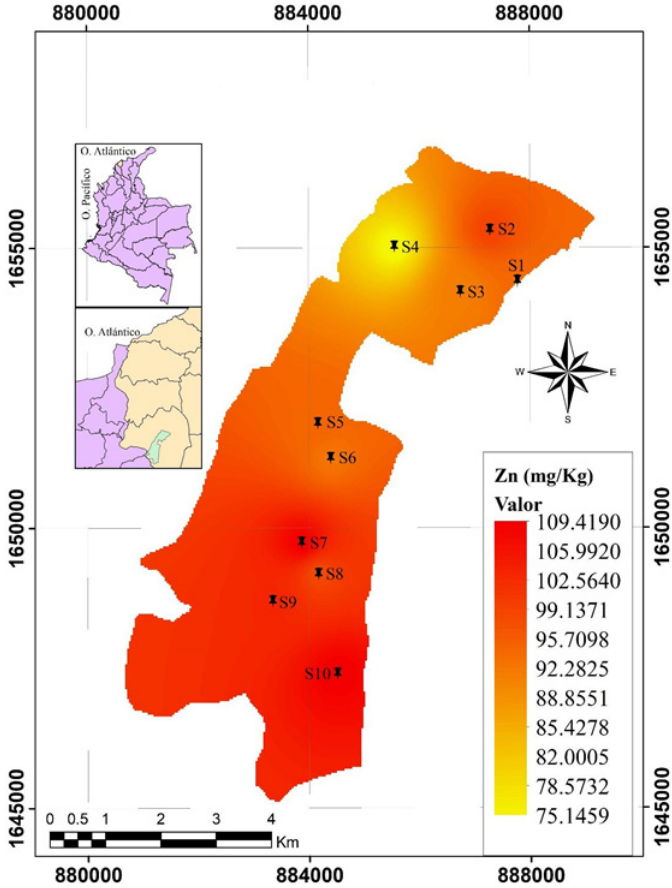 880000 884000 888000
O. Atlántico
O. Pacífico
O. Atlántico
1655000
1655000
S2
S4
S1
S3
N
W E
S
S5
S6
S7
S8
S9
S10
1650000
1650000
Zn (mg/Kg)
Valor
109.4190
105.9920
102.5640
99.1371
95.7098
92.2825
88.8551
85.4278
82.0005
78.5732
75.1459
1645000
1645000
0 0.5 1 2 3 4
Km
880000 884000 888000